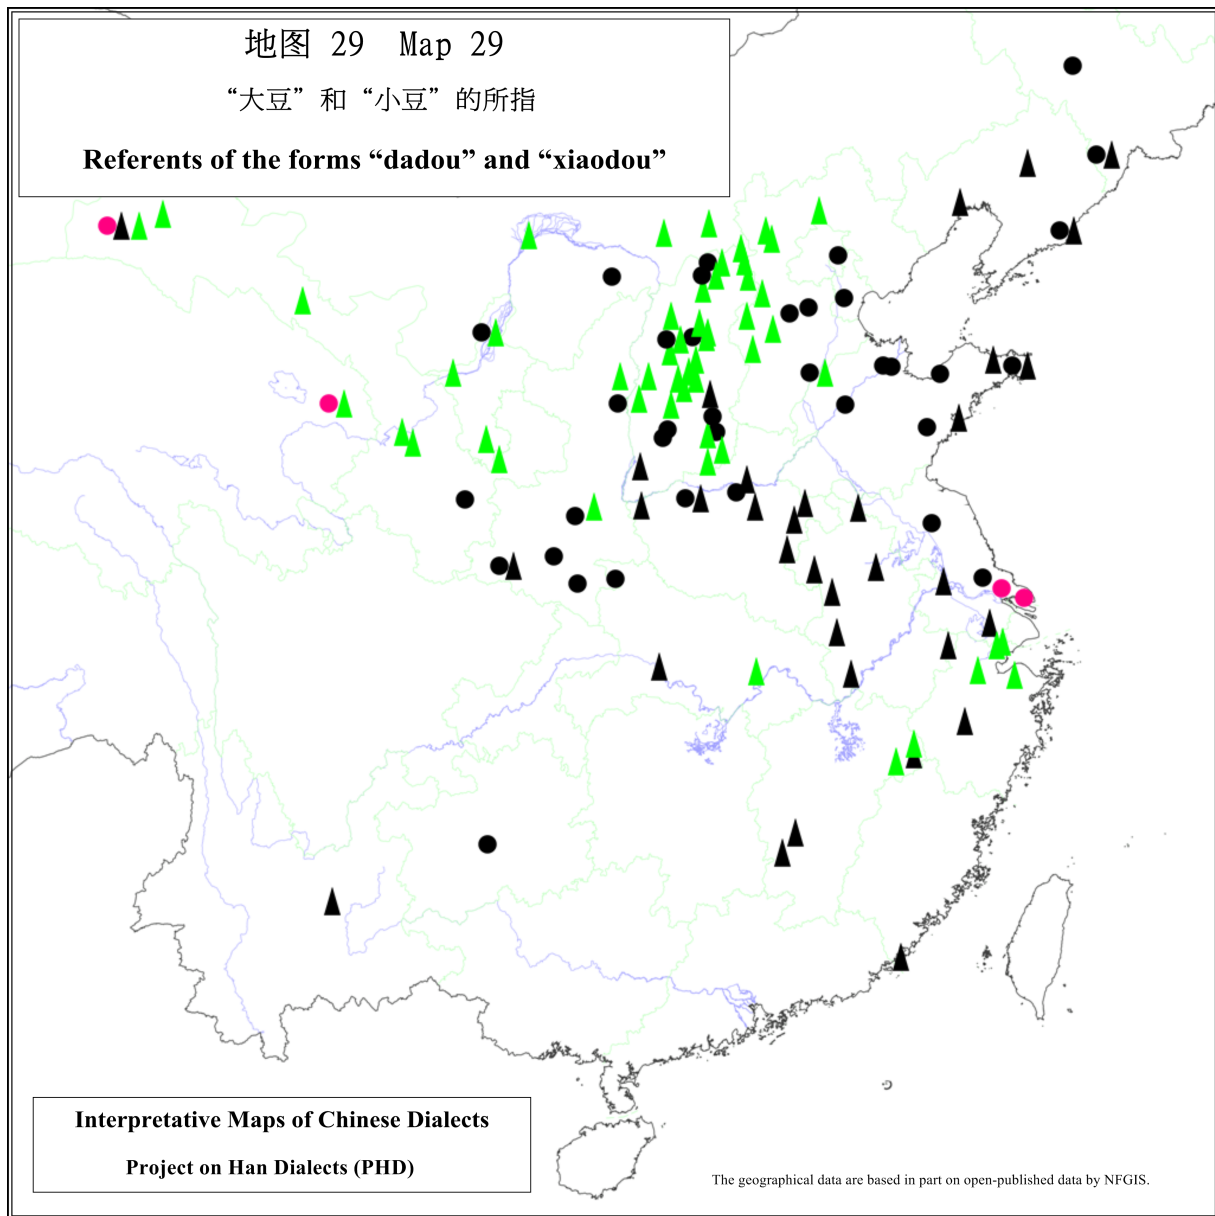 地图 29 Map 29
“大豆”和“小豆”的所指
Referents of the forms “dadou” and “xiaodou”
Interpretative Maps of Chinese Dialects
Project on Han Dialects (PHD)
The geographical data are based in part on open-published data by NFGIS.